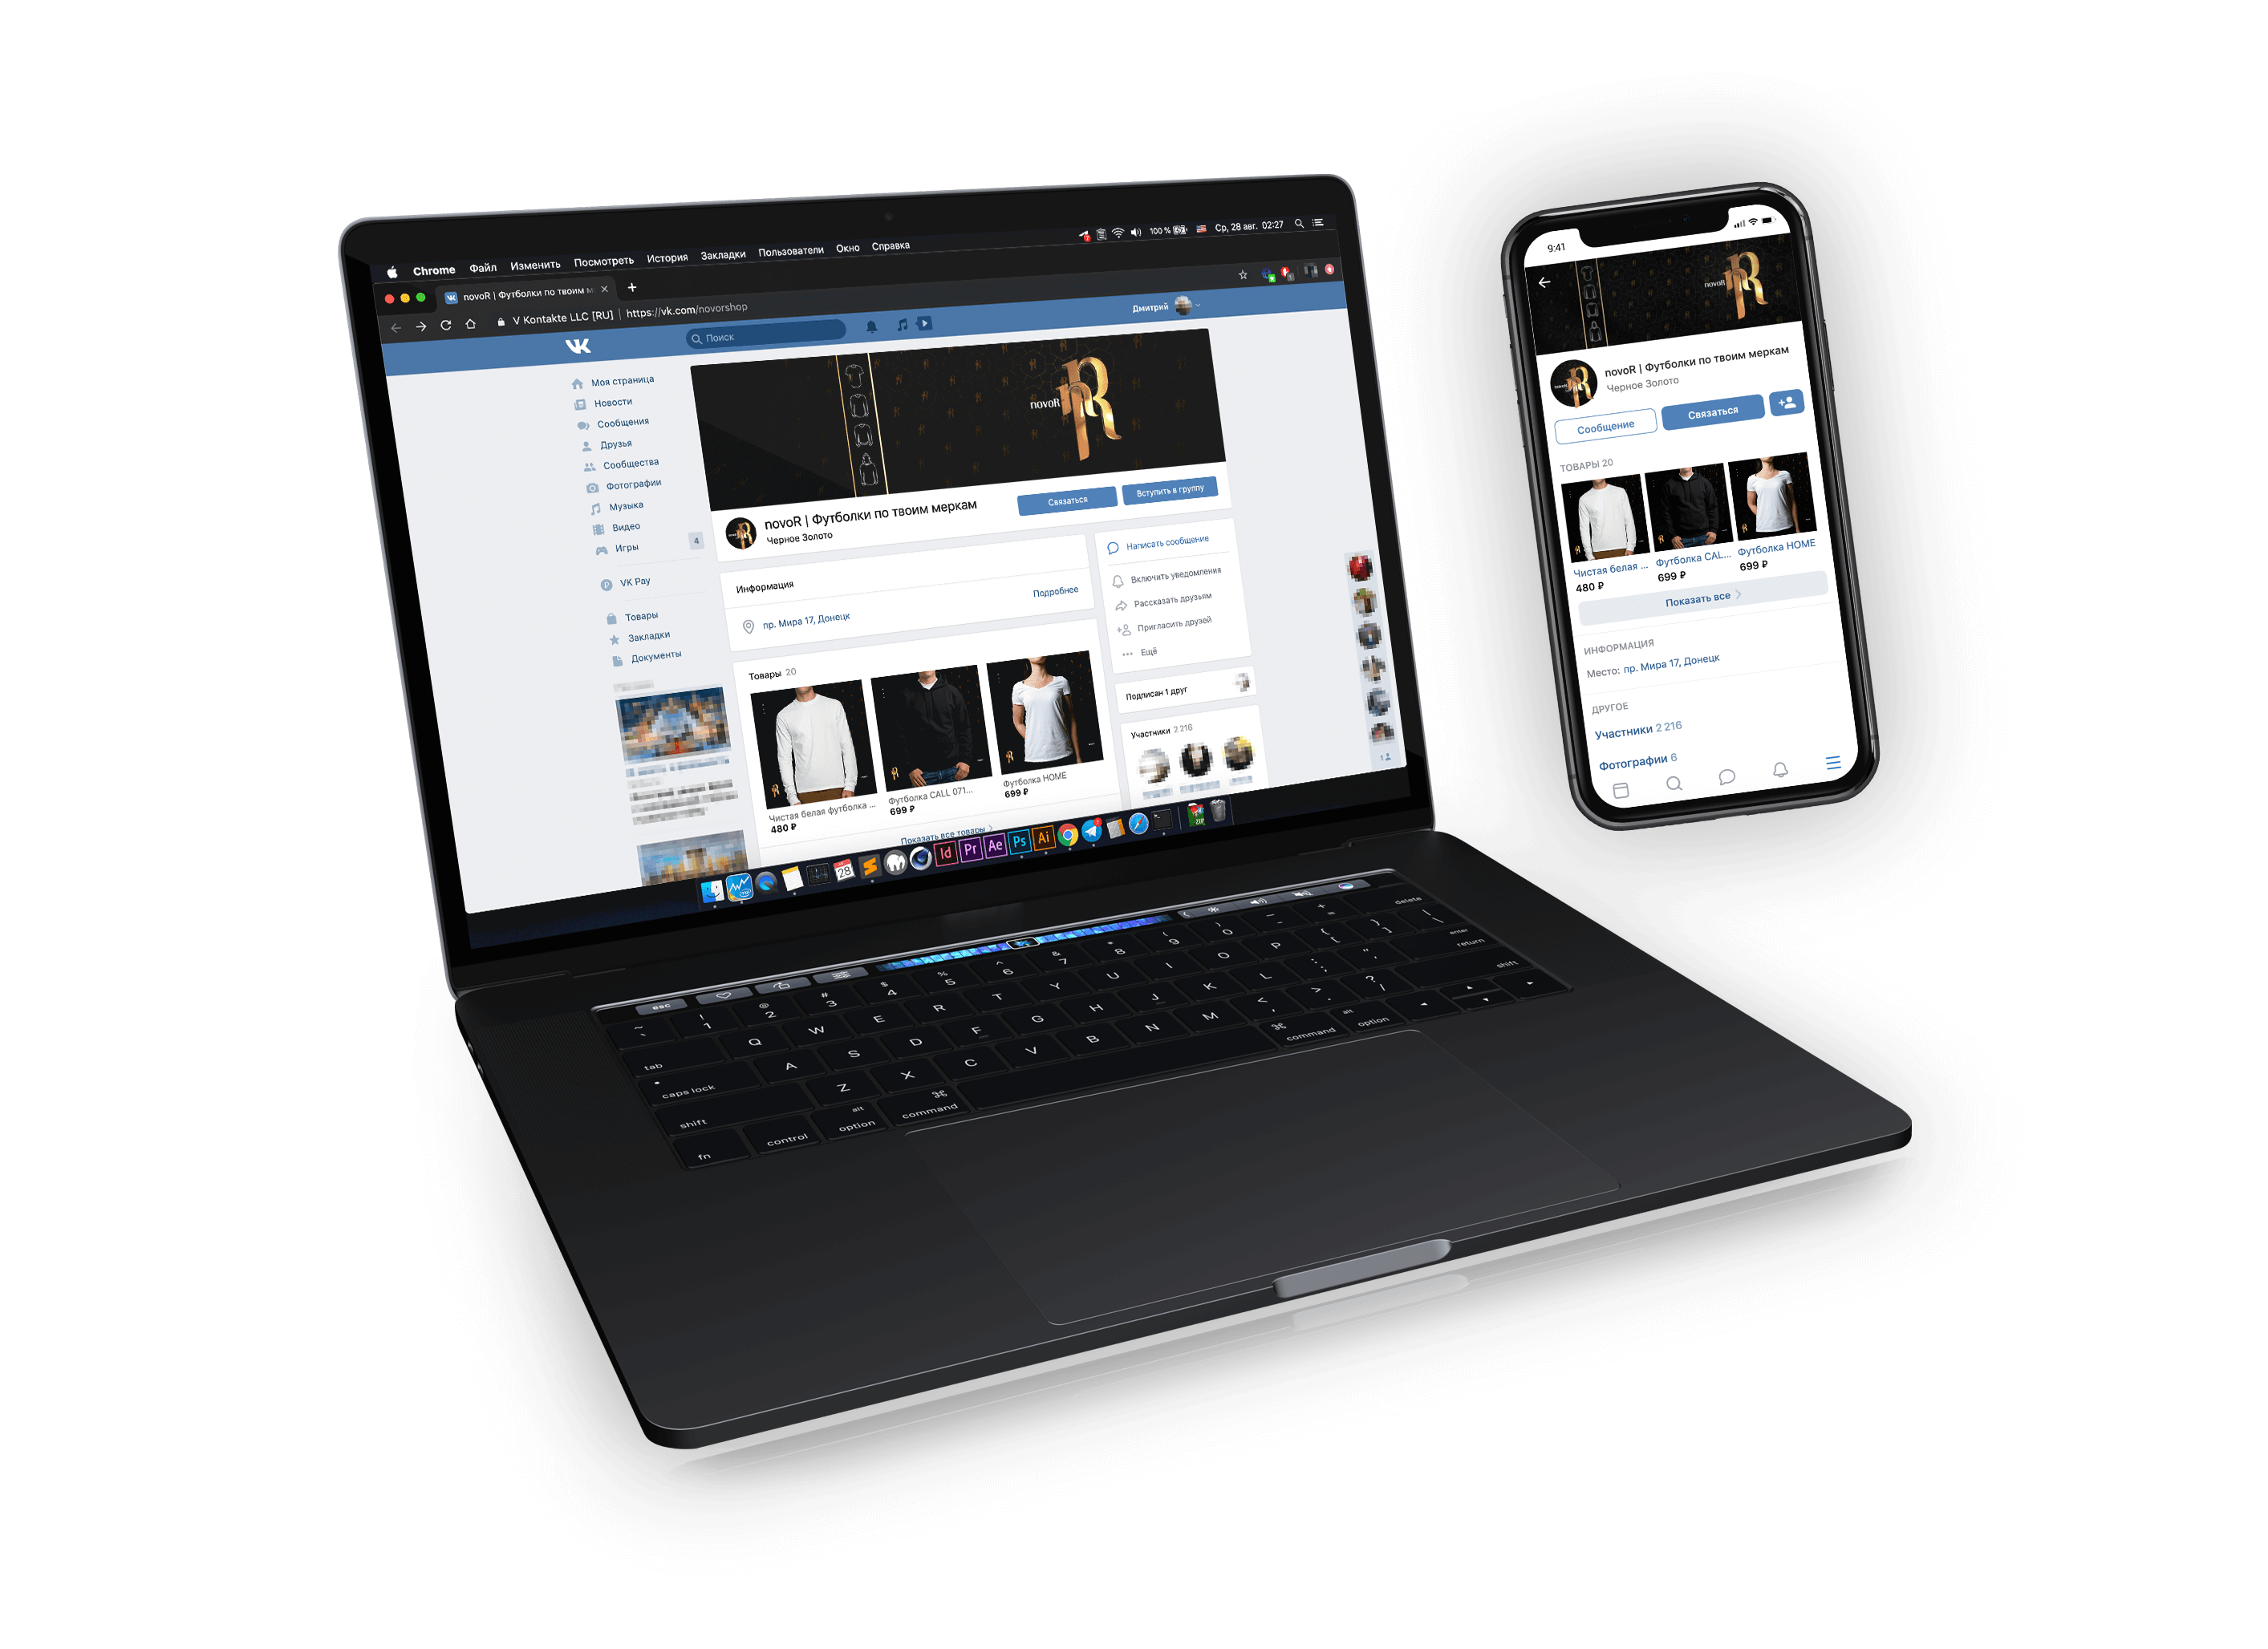 Chrome Файл Изменить Посмотреть История Закладки Пользователи Окно Справка
100 % Ср, 28 авг. 02:27
novoR | Футболки по твоим м
V Kontakte LLC [RU] | https://vk.com/novorshop
Поиск
Дмитрий
Моя страница
Новости
Сообщения
Друзья
Сообщества
Фотографии
Музыка
Видео
Игры 4
VK Pay
Товары
Закладки
Документы
novoR
novoR | Футболки по твоим меркам
Черное Золото
Связаться
Вступить в группу
Информация
Подробнее
пр. Мира 17, Донецк
Товары 20
Чистая белая футболка ...
480 ₽
Футболка CALL 071...
699 ₽
Футболка HOME
699 ₽
Показать все товары
Написать сообщение
Включить уведомления
Рассказать друзьям
Пригласить друзей
Ещё
Подписан 1 друг
Участники 2 216
1
28
Id Pr Ae Ps Ai
ZIP
esc
~ ! @ # $ % ^ & * ( ) _ +
` 1 2 3 4 5 6 7 8 9 0 - = delete
tab Q W E R T Y U I O P { [ } ] | \
caps lock A S D F G H J K L : ; " ' enter return
shift Z X C V B N M < , > . ? / shift
fn control alt option ⌘ command ⌘ command alt option
9:41
novoR
novoR | Футболки по твоим меркам
Черное Золото
Сообщение
Связаться
ТОВАРЫ 20
Чистая белая ...
480 ₽
Футболка CAL...
699 ₽
Футболка HOME
699 ₽
Показать все
ИНФОРМАЦИЯ
Место: пр. Мира 17, Донецк
ДРУГОЕ
Участники 2 216
Фотографии 6